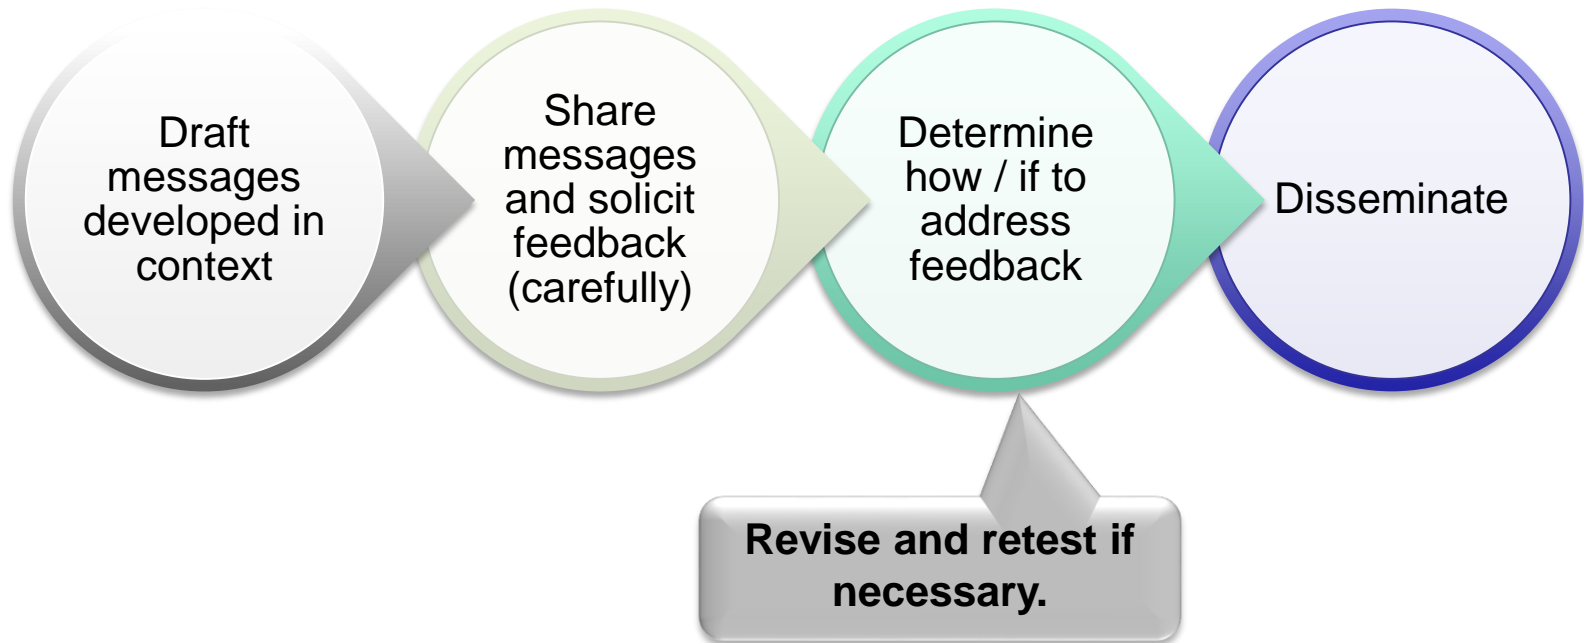 Draft
messages
developed in
context
Share
messages
and solicit
feedback
(carefully)
Determine
how / if to
address
feedback
Disseminate
Revise and retest if
necessary.